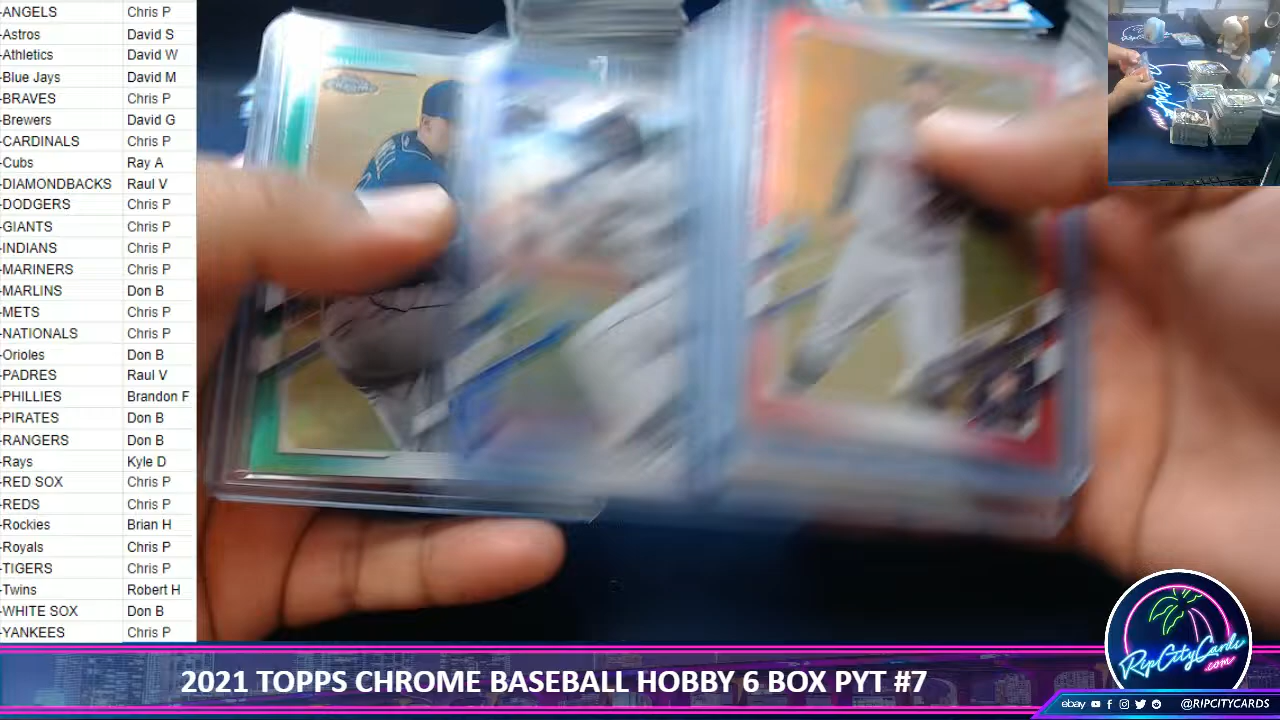 -ANGELS Chris P
-Astros David S
-Athletics David W
-Blue Jays David M
-BRAVES Chris P
-Brewers David G
-CARDINALS Chris P
-Cubs Ray A
-DIAMONDBACKS Raul V
-DODGERS Chris P
-GIANTS Chris P
-INDIANS Chris P
-MARINERS Chris P
-MARLINS Don B
-METS Chris P
-NATIONALS Chris P
-Orioles Don B
-PADRES Raul V
-PHILLIES Brandon F
-PIRATES Don B
-RANGERS Don B
-Rays Kyle D
-RED SOX Chris P
-REDS Chris P
-Rockies Brian H
-Royals Chris P
-TIGERS Chris P
-Twins Robert H
-WHITE SOX Don B
-YANKEES Chris P
RipCityCards
.com
2021 TOPPS CHROME BASEBALL HOBBY 6 BOX PYT #7
ebay @RIPCITYCARDS